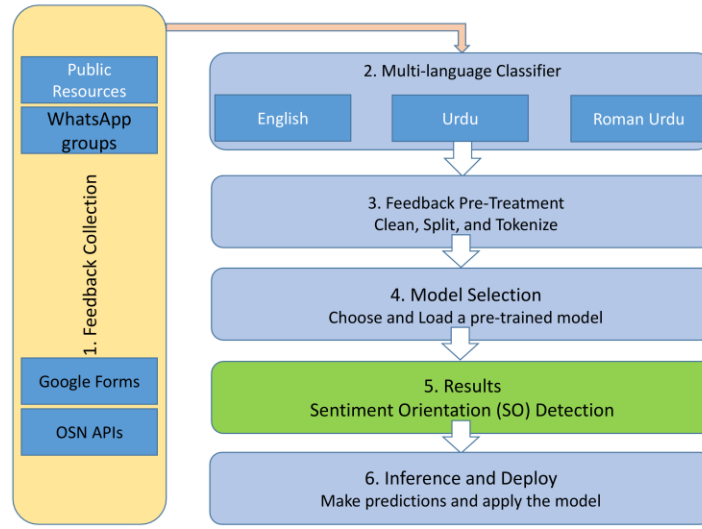 Public
Resources
WhatsApp
groups
1. Feedback Collection
Google Forms
OSN APIs
2. Multi-language Classifier
English
Urdu
Roman Urdu
3. Feedback Pre-Treatment
Clean, Split, and Tokenize
4. Model Selection
Choose and Load a pre-trained model
5. Results
Sentiment Orientation (SO) Detection
6. Inference and Deploy
Make predictions and apply the model